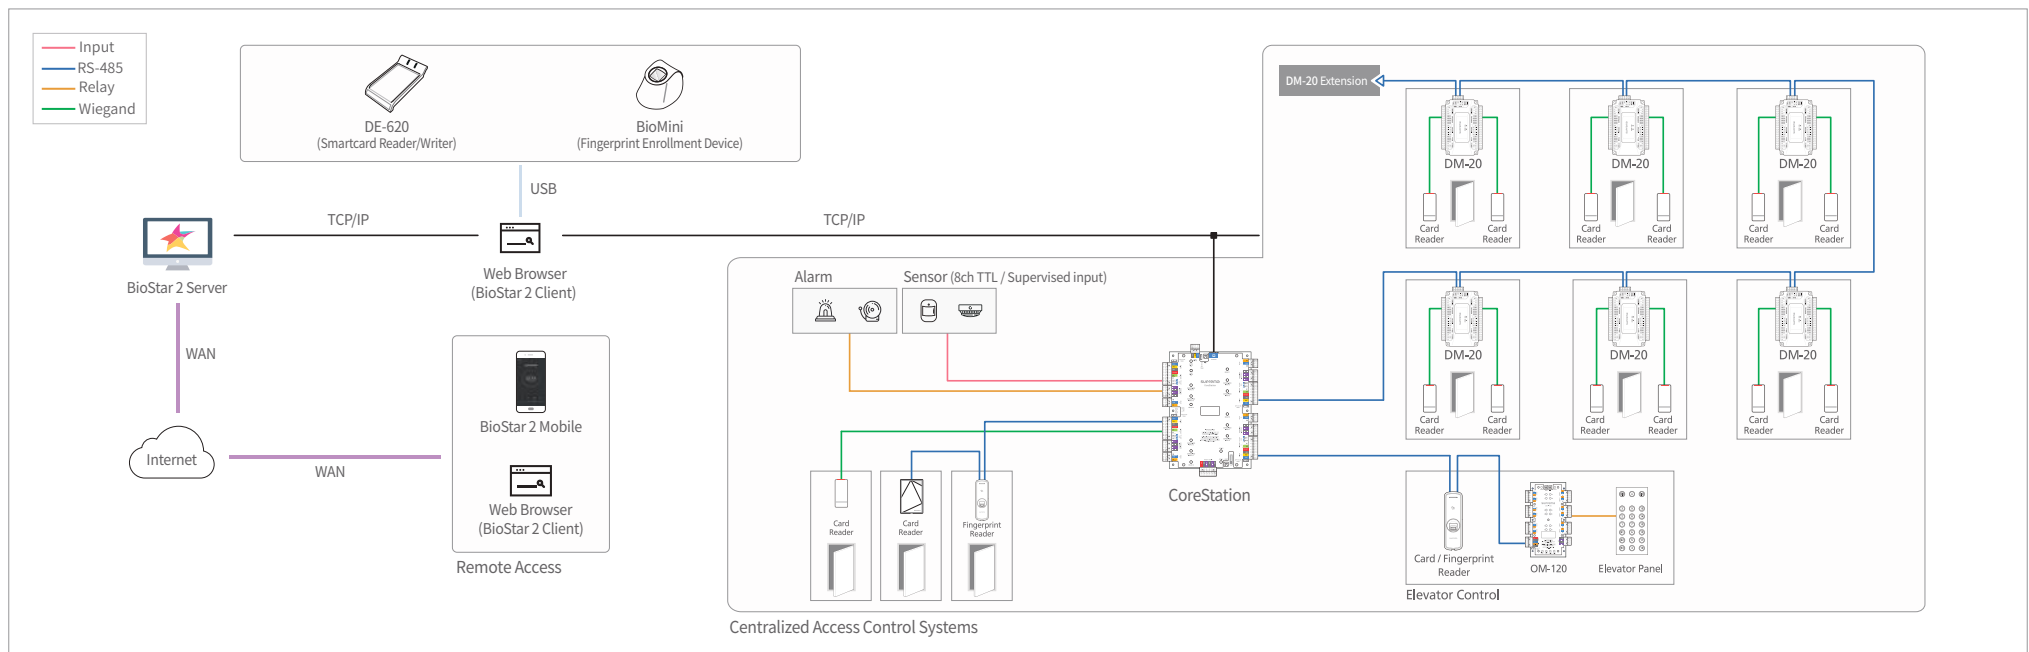 Input
RS-485
Relay
Wiegand
DE-620
(Smartcard Reader/Writer)
BioMini
(Fingerprint Enrollment Device)
USB
TCP/IP
TCP/IP
BioStar 2 Server
Web Browser
(BioStar 2 Client)
WAN
Internet
WAN
BioStar 2 Mobile
Web Browser
(BioStar 2 Client)
Remote Access
Alarm
Sensor (8ch TTL / Supervised input)
CoreStation
Card
Reader
Card
Reader
Fingerprint
Reader
Centralized Access Control Systems
DM-20 Extension
DM-20
DM-20
DM-20
Card
Reader
Card
Reader
Card
Reader
Card
Reader
Card
Reader
Card
Reader
DM-20
DM-20
DM-20
Card
Reader
Card
Reader
Card
Reader
Card
Reader
Card
Reader
Card
Reader
Card / Fingerprint
Reader
OM-120
Elevator Panel
Elevator Control